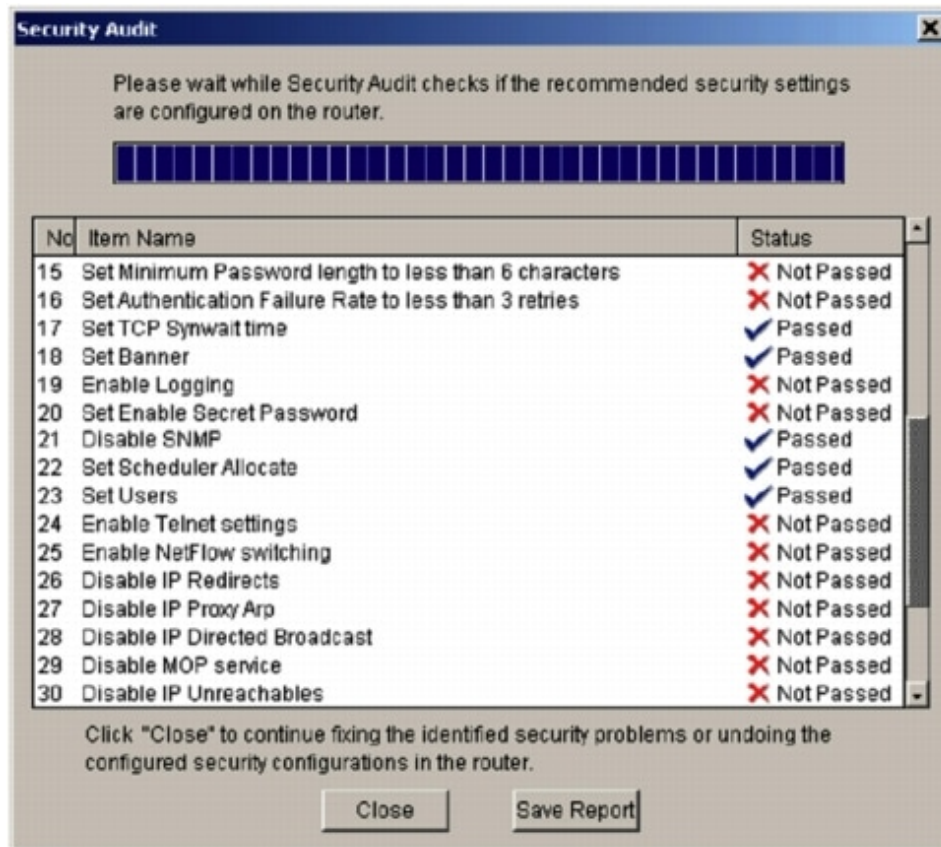 Security Audit
Please wait while Security Audit checks if the recommended security settings
are configured on the router.
No Item Name Status
15 Set Minimum Password length to less than 6 characters Not Passed
16 Set Authentication Failure Rate to less than 3 retries Not Passed
17 Set TCP Synwait time Passed
18 Set Banner Passed
19 Enable Logging Not Passed
20 Set Enable Secret Password Not Passed
21 Disable SNMP Passed
22 Set Scheduler Allocate Passed
23 Set Users Passed
24 Enable Telnet settings Not Passed
25 Enable NetFlow switching Not Passed
26 Disable IP Redirects Not Passed
27 Disable IP Proxy Arp Not Passed
28 Disable IP Directed Broadcast Not Passed
29 Disable MOP service Not Passed
30 Disable IP Unreachables Not Passed
Click "Close" to continue fixing the identified security problems or undoing the
configured security configurations in the router.
Close Save Report